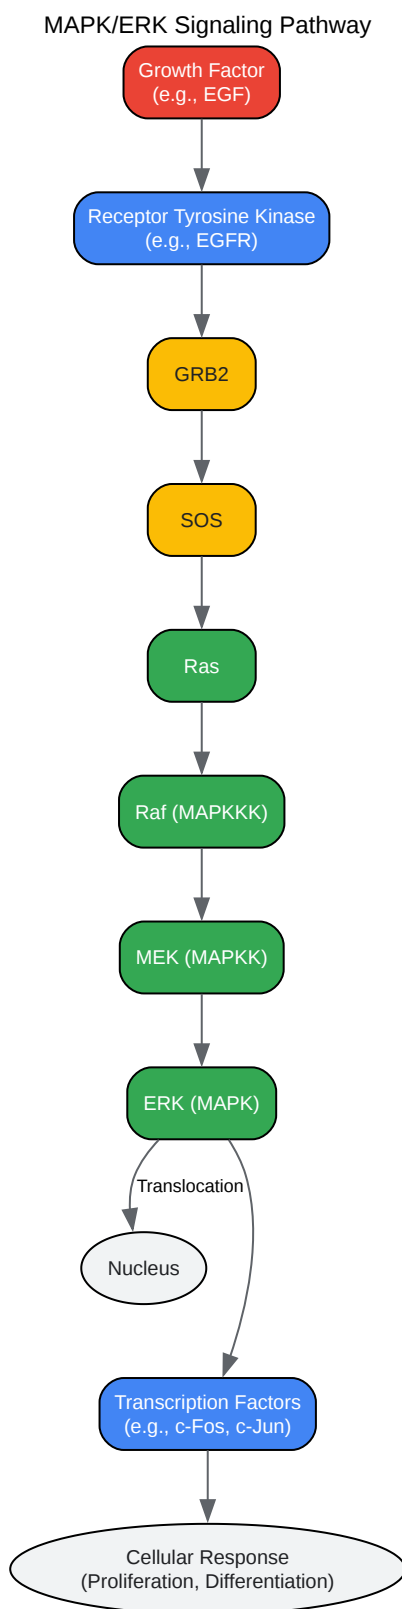 MAPK/ERK Signaling Pathway
Growth Factor
(e.g., EGF)
Receptor Tyrosine Kinase
(e.g., EGFR)
GRB2
SOS
Ras
Raf (MAPKKK)
MEK (MAPKK)
ERK (MAPK)
Translocation
Nucleus
Transcription Factors
(e.g., c-Fos, c-Jun)
Cellular Response
(Proliferation, Differentiation)